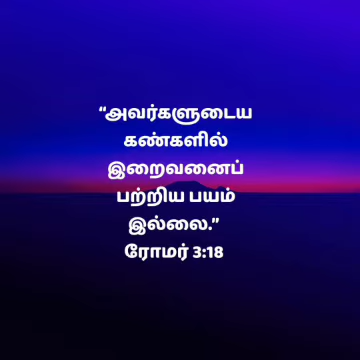 “அவர்களுடைய
கண்களில்
இறைவனைப்
பற்றிய பயம்
இல்லை.”
ரோமர் 3:18